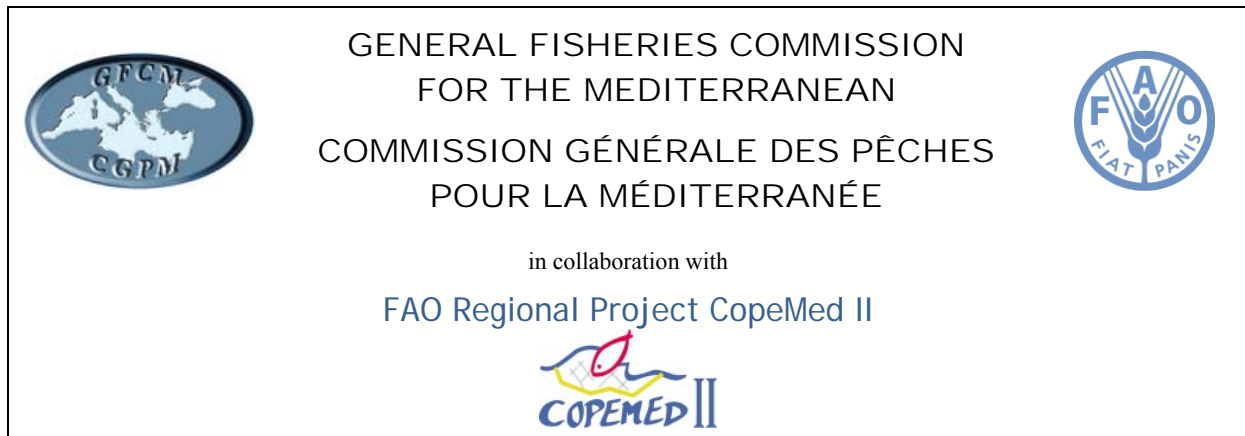 GFCM
CGPM
GENERAL FISHERIES COMMISSION
FOR THE MEDITERRANEAN
COMMISSION GÉNÉRALE DES PÊCHES
POUR LA MÉDITERRANÉE
FAO
FIAT PANIS
in collaboration with
FAO Regional Project CopeMed II
COPEMED II